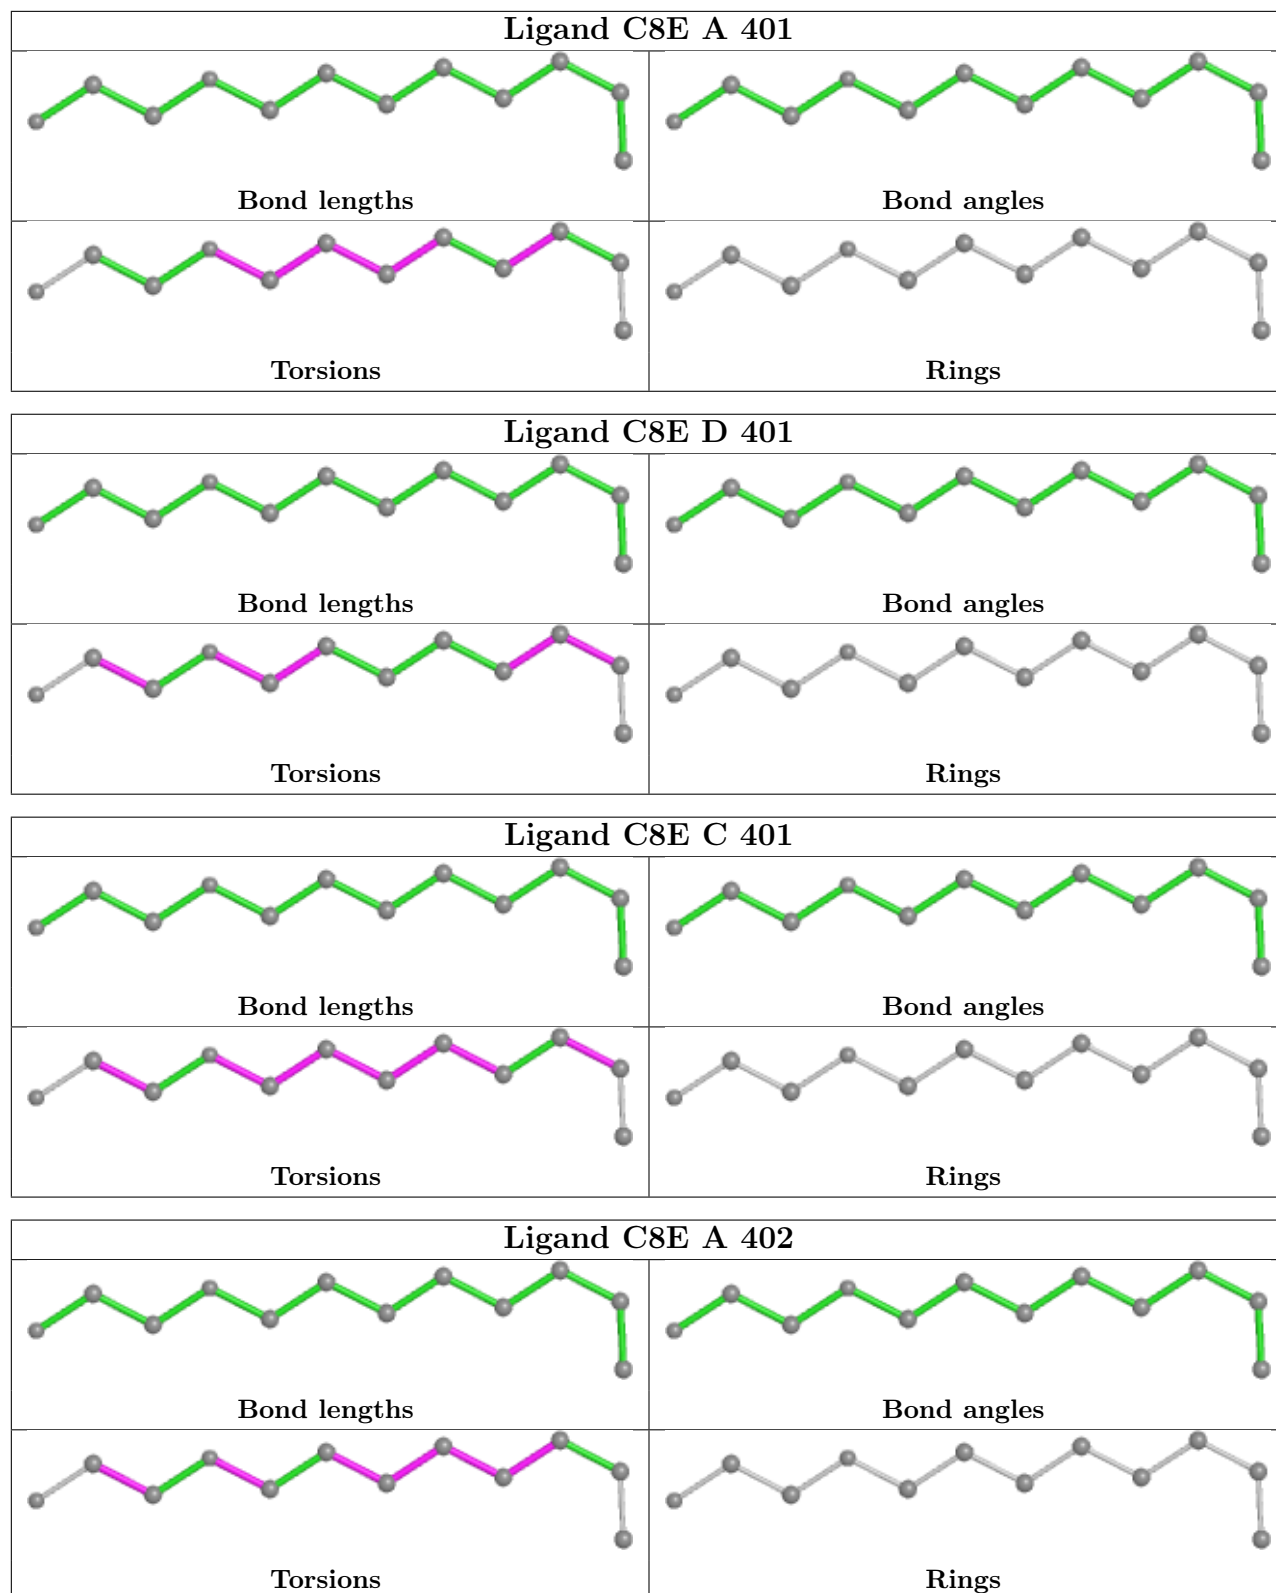 Ligand C8E A 401
Bond lengths Bond angles
Torsions Rings
Ligand C8E D 401
Bond lengths Bond angles
Torsions Rings
Ligand C8E C 401
Bond lengths Bond angles
Torsions Rings
Ligand C8E A 402
Bond lengths Bond angles
Torsions Rings